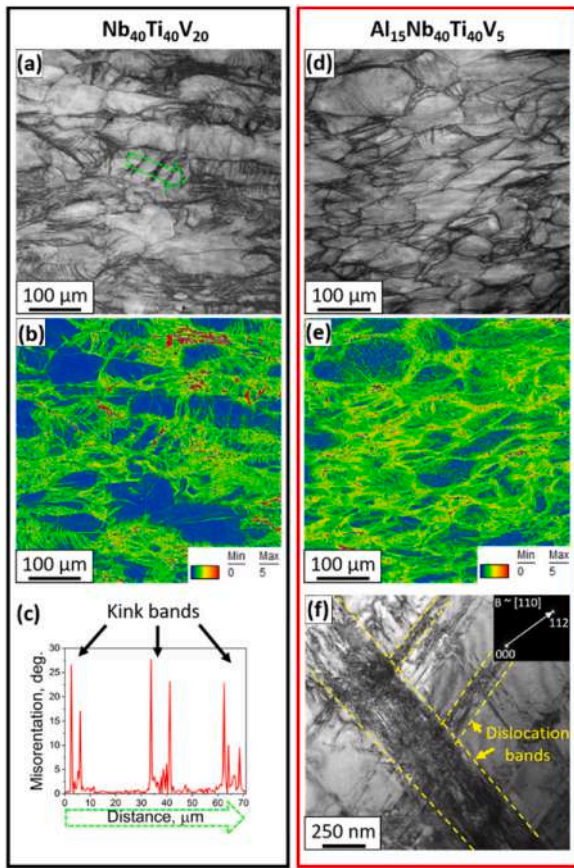 Nb40Ti40V20
(a)
100 µm
(b)
100 µm
Min Max
0 5
(c)
Kink bands
Misorentation, deg.
30
25
20
15
10
5
0
0 10 20 30 40 50 60 70
Distance, µm
Al15Nb40Ti40V5
(d)
100 µm
(e)
100 µm
Min Max
0 5
(f)
B ~ [110]
112
000
Dislocation
bands
250 nm